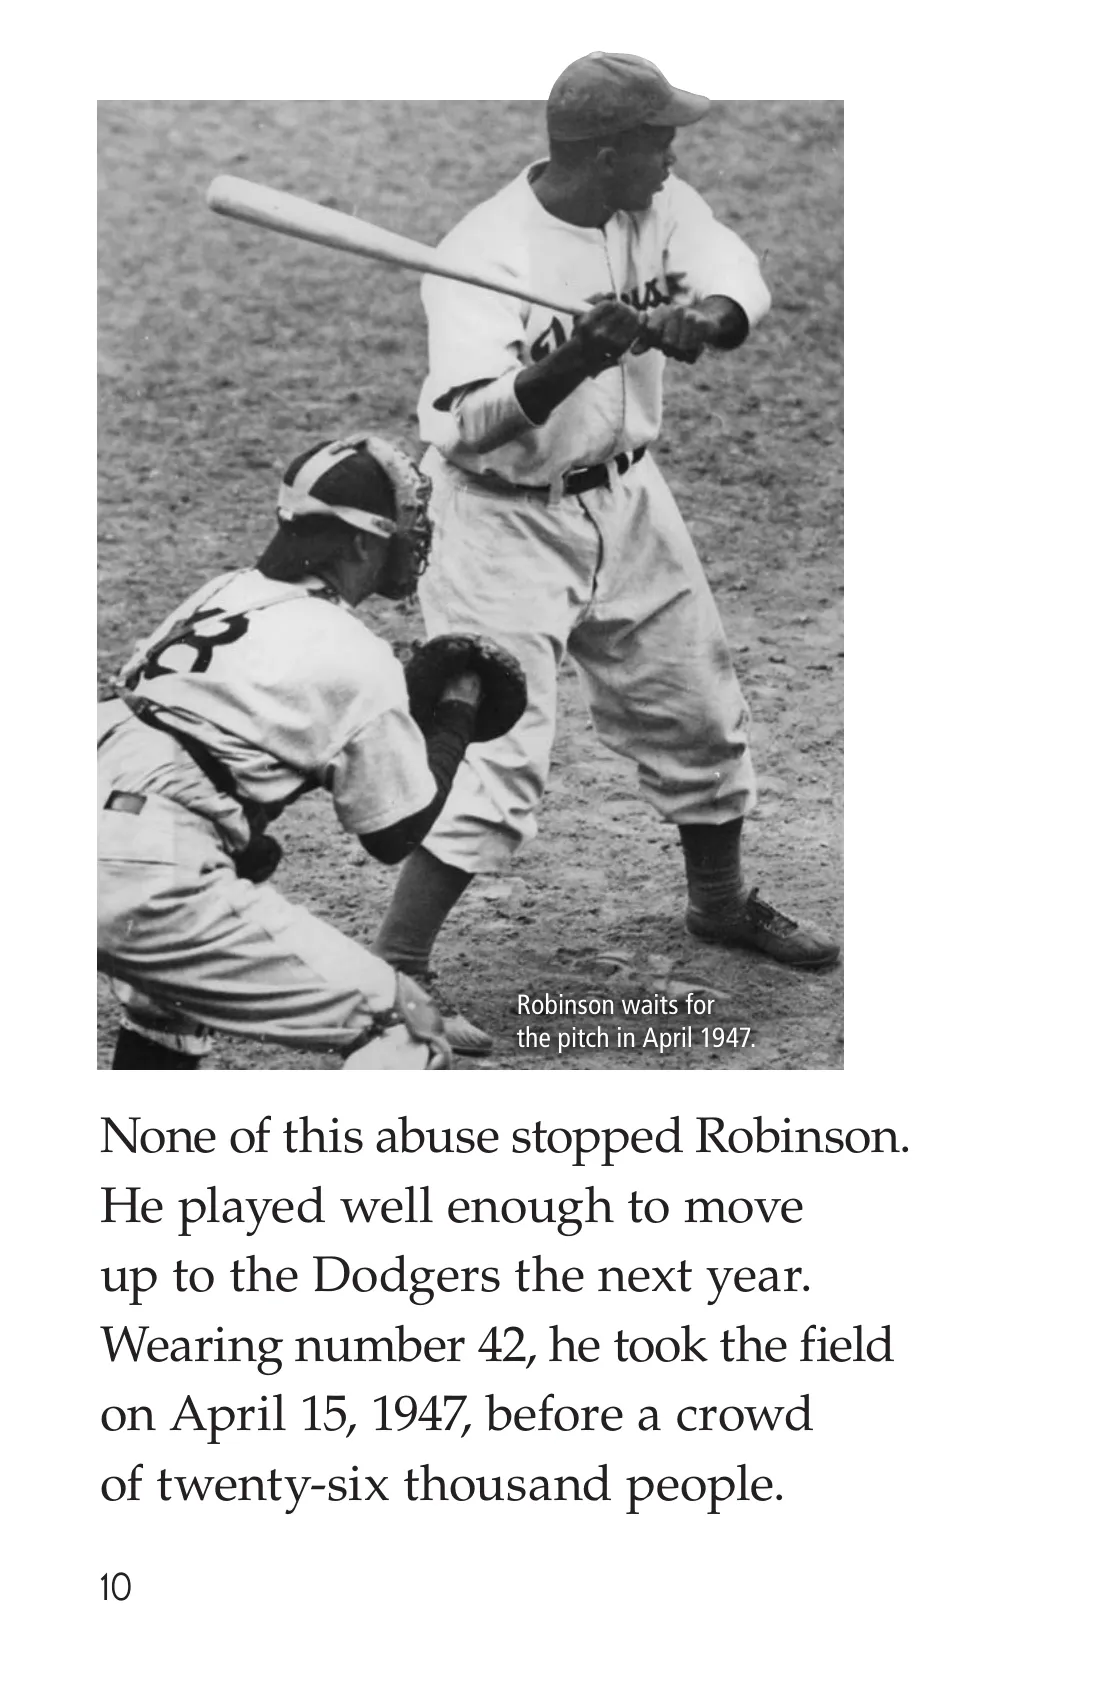 Robinson waits for
the pitch in April 1947.
None of this abuse stopped Robinson.
He played well enough to move
up to the Dodgers the next year.
Wearing number 42, he took the field
on April 15, 1947, before a crowd
of twenty-six thousand people.
10